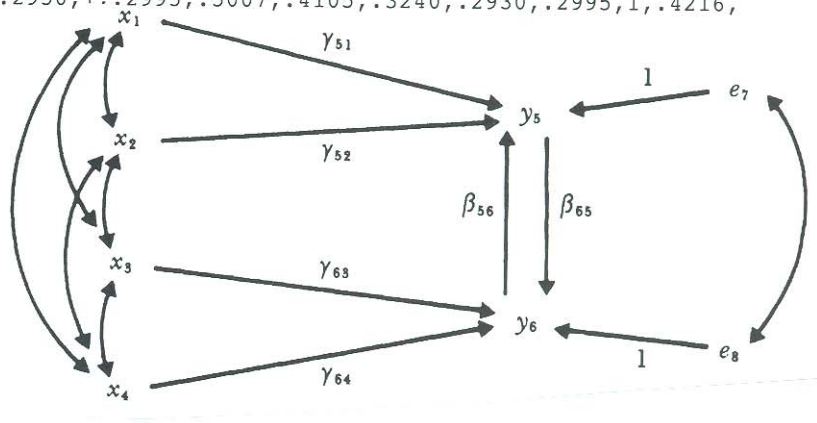 .2930,+..2995,.5007,.4105,.3240,.2930,.2995,1,.4216,
x₁
γ₅₁
1
e₇
y₅
x₂
γ₅₂
β₅₆
β₆₅
x₃
γ₆₃
y₆
1
e₈
x₄
γ₆₄